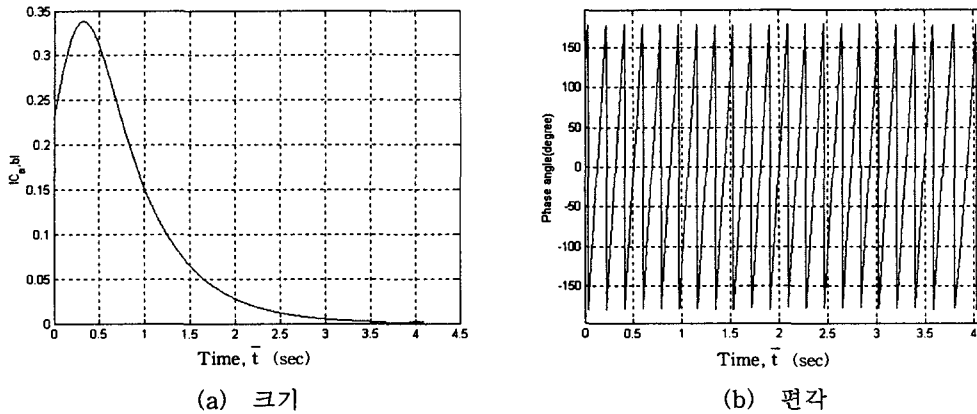 0.35
0.3
0.25
0.2
0.15
0.1
0.05
0
0 0.5 1 1.5 2 2.5 3 3.5 4 4.5
|C_a,b|
Time, t̄ (sec)
(a) 크기
150
100
50
0
-50
-100
-150
0 0.5 1 1.5 2 2.5 3 3.5 4
Phase angle(degree)
Time, t̄ (sec)
(b) 편각